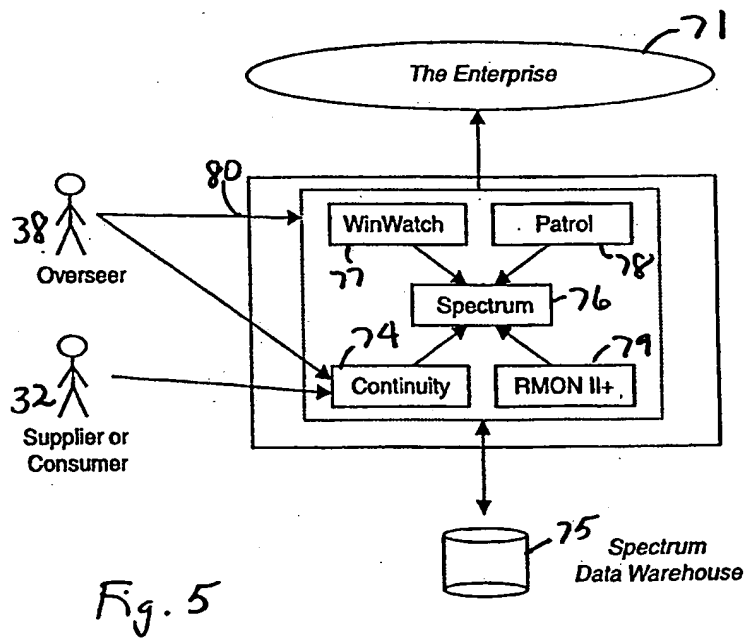 71
The Enterprise
80
38
Overseer
WinWatch
77
Patrol
78
Spectrum
76
74
Continuity
79
RMON II+
32
Supplier or
Consumer
75
Spectrum
Data Warehouse
Fig. 5